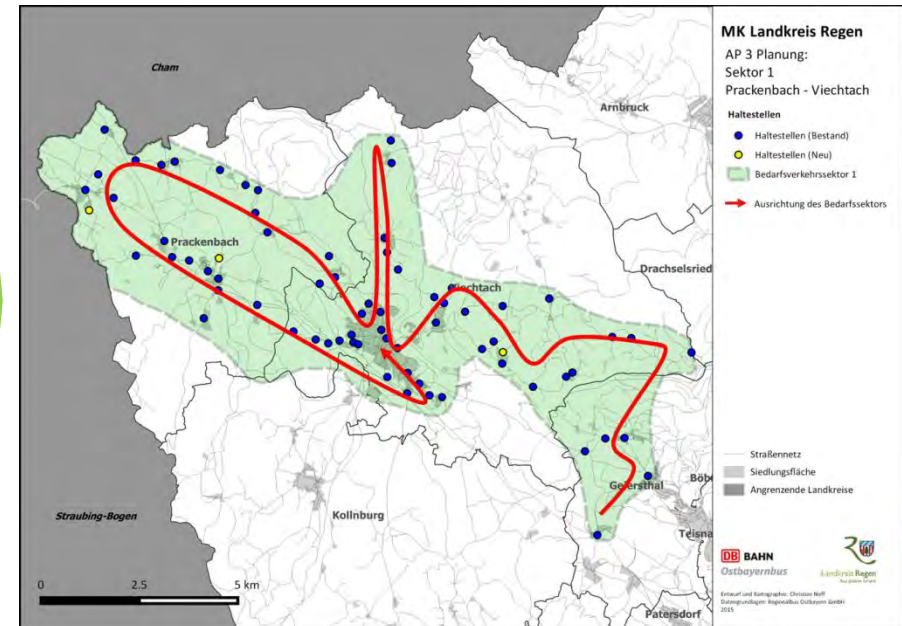 MK Landkreis Regen
AP 3 Planung:
Sektor 1
Prackenbach - Viechtach
Haltestellen
Haltestellen (Bestand)
Haltestellen (Neu)
Bedarfsverkehrssektor 1
Ausrichtung des Bedarfssektors
Cham
Arnbruck
Prackenbach
Drachselsried
Viechtach
Geiersthal
Böb
Kollnburg
Straubing-Bogen
Teisna
Patersdorf
0 2.5 5 km
Straßennetz
Siedlungsfläche
Angrenzende Landkreise
DB BAHN
Ostbayernbus
Landkreis Regen
Entwurf und Kartographie: Christian Neff
Datengrundlagen: RegionalBus Ostbayern GmbH
2015